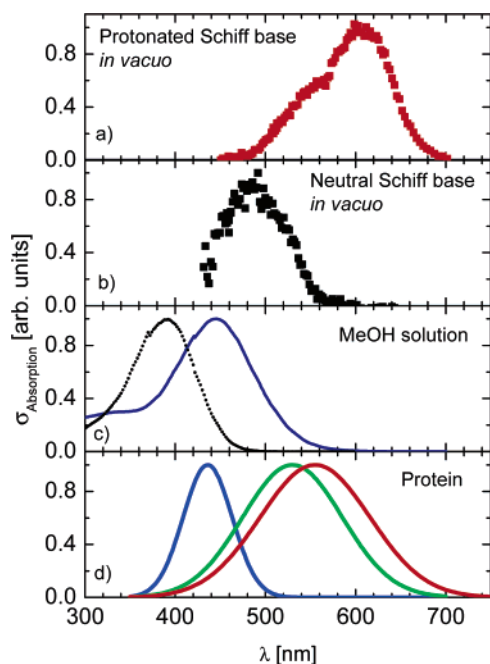 Protonated Schiff base
in vacuo
0.8
0.4
0.0
a)
Neutral Schiff base
in vacuo
0.8
0.4
0.0
b)
MeOH solution
0.8
0.4
0.0
c)
Protein
0.8
0.4
0.0
d)
σAbsorption [arb. units]
300 400 500 600 700
λ [nm]